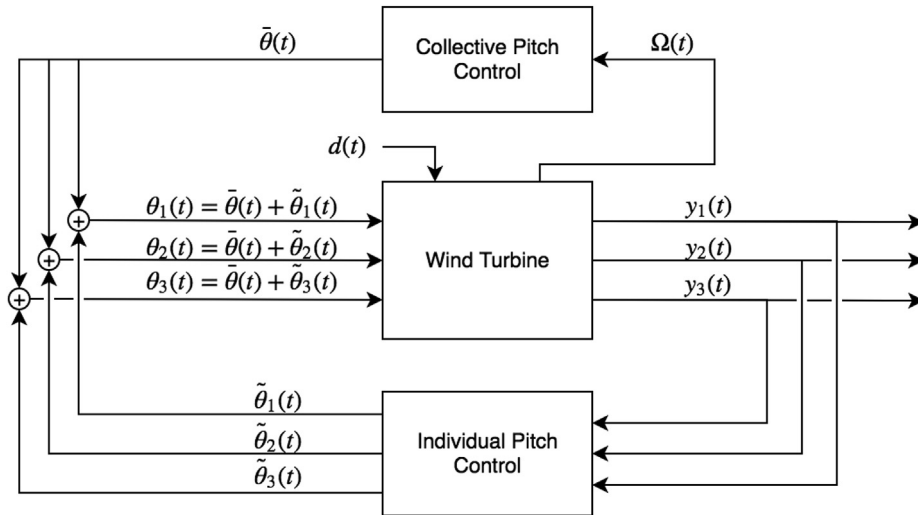 θ̄(t)
Collective Pitch
Control
Ω(t)
d(t)
θ₁(t) = θ̄(t) + θ̃₁(t)
θ₂(t) = θ̄(t) + θ̃₂(t)
θ₃(t) = θ̄(t) + θ̃₃(t)
Wind Turbine
y₁(t)
y₂(t)
y₃(t)
θ̃₁(t)
θ̃₂(t)
θ̃₃(t)
Individual Pitch
Control